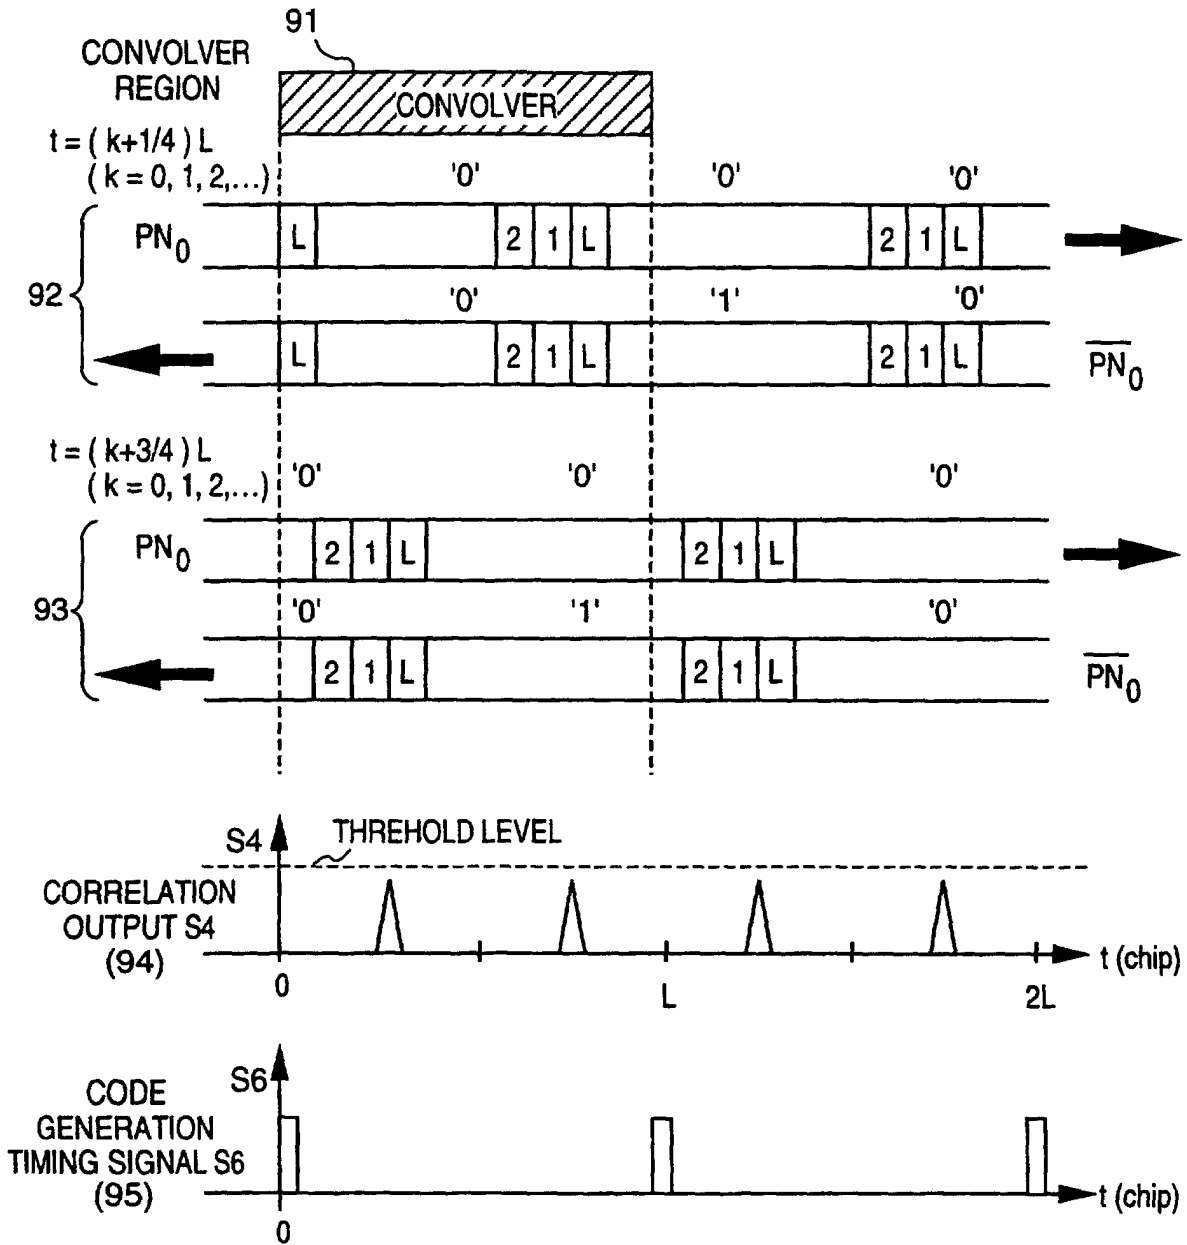 91
CONVOLVER
REGION
CONVOLVER
t = ( k+1/4 ) L
( k = 0, 1, 2,...)
'0' '0' '0'
PN0 L 2 1 L 2 1 L
92
'0' '1' '0'
L 2 1 L 2 1 L P̅N̅0
t = ( k+3/4 ) L
( k = 0, 1, 2,...)
'0' '0' '0'
PN0 2 1 L 2 1 L
93
'0' '1' '0'
2 1 L 2 1 L P̅N̅0
S4 THREHOLD LEVEL
CORRELATION
OUTPUT S4
(94)
t (chip)
0 L 2L
S6
CODE
GENERATION
TIMING SIGNAL S6
(95)
t (chip)
0